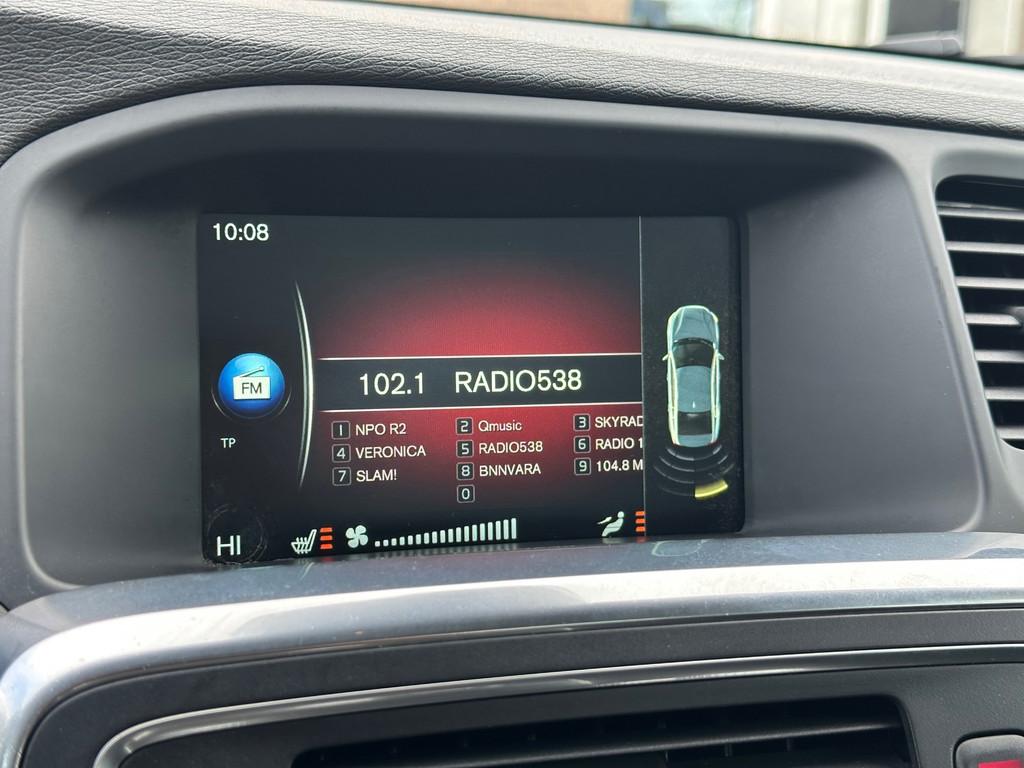 10:08
FM
102.1 RADIO538
1 NPO R2 2 Qmusic 3 SKYRAD
TP
4 VERONICA 5 RADIO538 6 RADIO 1
7 SLAM! 8 BNNVARA 9 104.8 M
0
HI